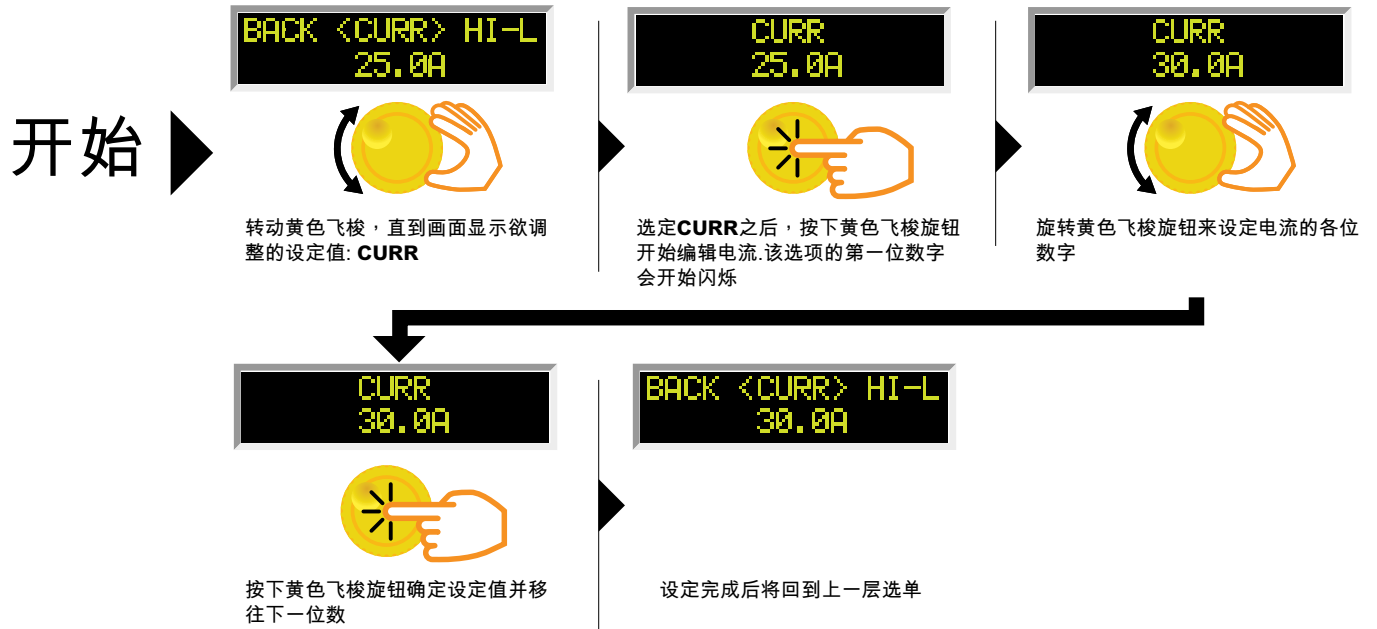 BACK <CURR> HI-L
25.0A
CURR
25.0A
CURR
30.0A
开始
转动黄色飞梭，直到画面显示欲调
整的设定值: CURR
选定CURR之后，按下黄色飞梭旋钮
开始编辑电流.该选项的第一位数字
会开始闪烁
旋转黄色飞梭旋钮来设定电流的各位
数字
CURR
30.0A
BACK <CURR> HI-L
30.0A
按下黄色飞梭旋钮确定设定值并移
往下一位数
设定完成后将回到上一层选单